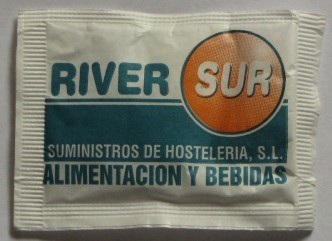 RIVER SUR
SUMINISTROS DE HOSTELERIA, S.L.
ALIMENTACION Y BEBIDAS